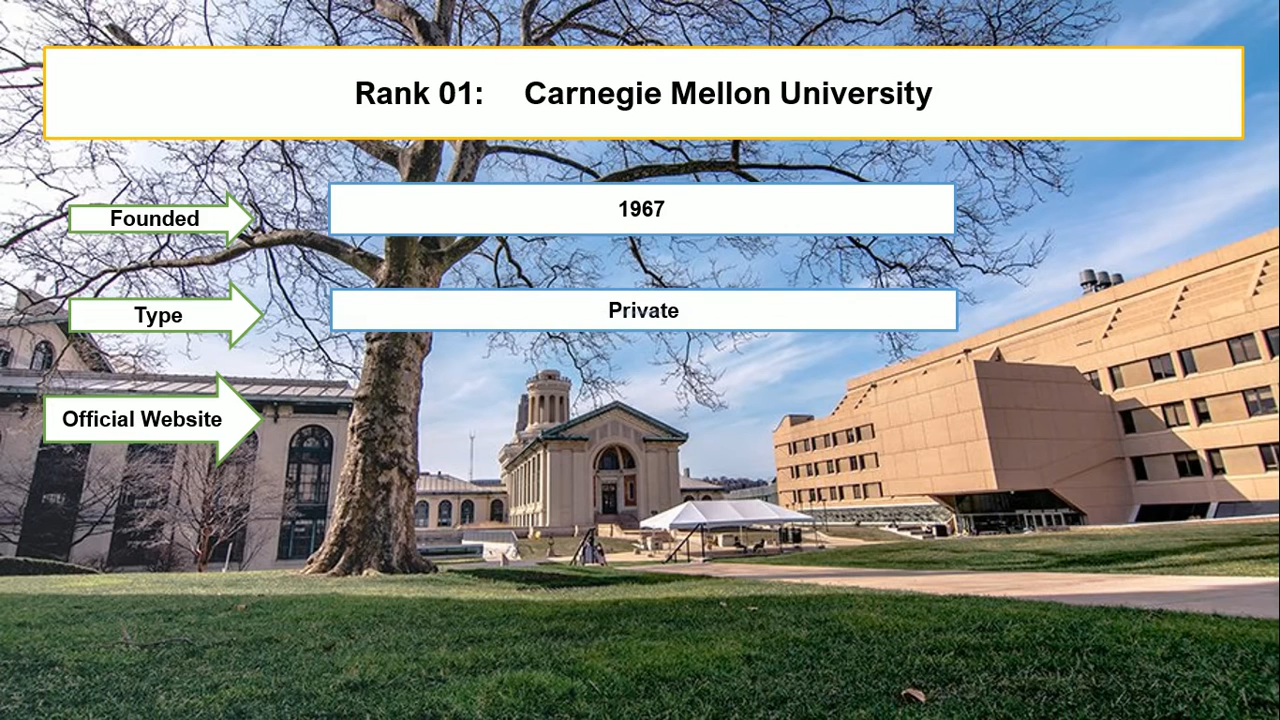 Rank 01: Carnegie Mellon University
Founded
1967
Type
Private
Official Website